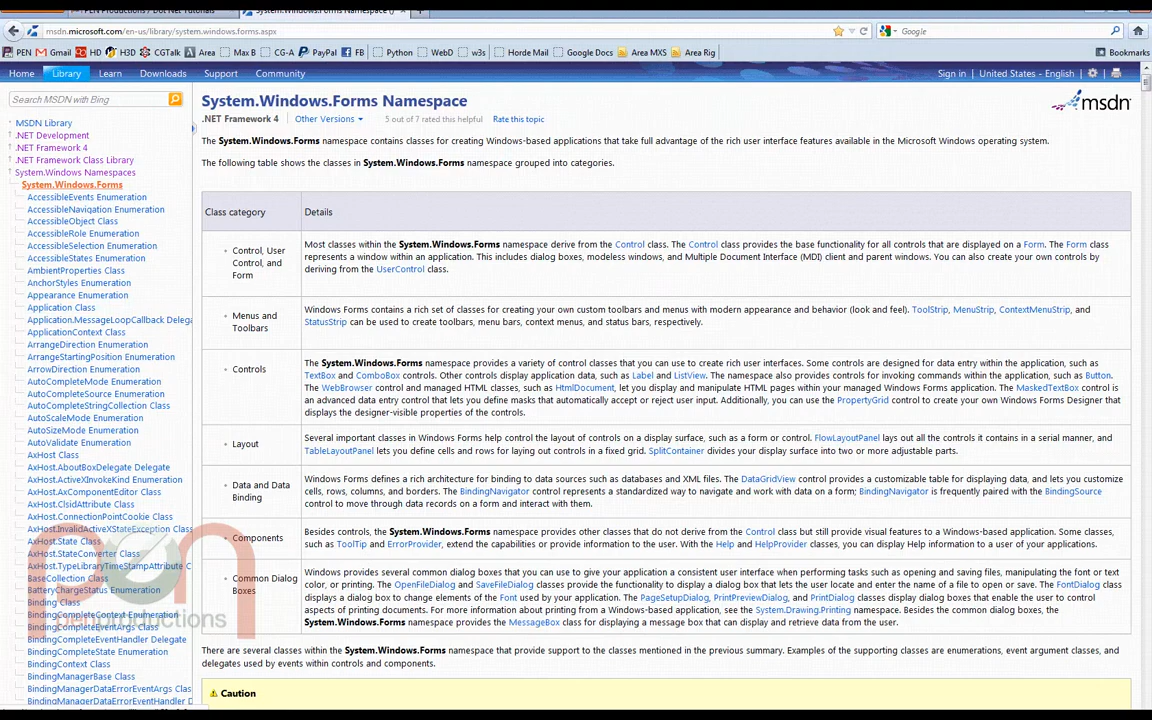 PEN Productions / Dot Net Tutorials
System.Windows.Forms Namespace ()
msdn.microsoft.com/en-us/library/system.windows.forms.aspx
Google
PEN Gmail HD H3D CGTalk Area Max B CG-A PayPal FB Python WebD w3s Horde Mail Google Docs Area MXS Area Rig Bookmarks
Home Library Learn Downloads Support Community Sign in United States - English
Search MSDN with Bing
msdn
MSDN Library
.NET Development
.NET Framework 4
.NET Framework Class Library
System.Windows Namespaces
System.Windows.Forms
AccessibleEvents Enumeration
AccessibleNavigation Enumeration
AccessibleObject Class
AccessibleRole Enumeration
AccessibleSelection Enumeration
AccessibleStates Enumeration
AmbientProperties Class
AnchorStyles Enumeration
Appearance Enumeration
Application Class
Application.MessageLoopCallback Delega
ApplicationContext Class
ArrangeDirection Enumeration
ArrangeStartingPosition Enumeration
ArrowDirection Enumeration
AutoCompleteMode Enumeration
AutoCompleteSource Enumeration
AutoCompleteStringCollection Class
AutoScaleMode Enumeration
AutoSizeMode Enumeration
AutoValidate Enumeration
AxHost Class
AxHost.AboutBoxDelegate Delegate
AxHost.ActiveXInvokeKind Enumeration
AxHost.AxComponentEditor Class
AxHost.ClsidAttribute Class
AxHost.ConnectionPointCookie Class
AxHost.InvalidActiveXStateException Class
AxHost.State Class
AxHost.StateConverter Class
AxHost.TypeLibraryTimeStampAttribute C
BaseCollection Class
BatteryChargeStatus Enumeration
Binding Class
BindingCompleteContext Enumeration
BindingCompleteEventArgs Class
BindingCompleteEventHandler Delegate
BindingCompleteState Enumeration
BindingContext Class
BindingManagerBase Class
BindingManagerDataErrorEventArgs Clas
BindingManagerDataErrorEventHandler D
pen
penproductions
System.Windows.Forms Namespace
.NET Framework 4 Other Versions 5 out of 7 rated this helpful Rate this topic
The System.Windows.Forms namespace contains classes for creating Windows-based applications that take full advantage of the rich user interface features available in the Microsoft Windows operating system.
The following table shows the classes in System.Windows.Forms namespace grouped into categories.
Class category Details
Control, User
Control, and
Form
Most classes within the System.Windows.Forms namespace derive from the Control class. The Control class provides the base functionality for all controls that are displayed on a Form. The Form class
represents a window within an application. This includes dialog boxes, modeless windows, and Multiple Document Interface (MDI) client and parent windows. You can also create your own controls by
deriving from the UserControl class.
Menus and
Toolbars
Windows Forms contains a rich set of classes for creating your own custom toolbars and menus with modern appearance and behavior (look and feel). ToolStrip, MenuStrip, ContextMenuStrip, and
StatusStrip can be used to create toolbars, menu bars, context menus, and status bars, respectively.
Controls
The System.Windows.Forms namespace provides a variety of control classes that you can use to create rich user interfaces. Some controls are designed for data entry within the application, such as
TextBox and ComboBox controls. Other controls display application data, such as Label and ListView. The namespace also provides controls for invoking commands within the application, such as Button.
The WebBrowser control and managed HTML classes, such as HtmlDocument, let you display and manipulate HTML pages within your managed Windows Forms application. The MaskedTextBox control is
an advanced data entry control that lets you define masks that automatically accept or reject user input. Additionally, you can use the PropertyGrid control to create your own Windows Forms Designer that
displays the designer-visible properties of the controls.
Layout
Several important classes in Windows Forms help control the layout of controls on a display surface, such as a form or control. FlowLayoutPanel lays out all the controls it contains in a serial manner, and
TableLayoutPanel lets you define cells and rows for laying out controls in a fixed grid. SplitContainer divides your display surface into two or more adjustable parts.
Data and Data
Binding
Windows Forms defines a rich architecture for binding to data sources such as databases and XML files. The DataGridView control provides a customizable table for displaying data, and lets you customize
cells, rows, columns, and borders. The BindingNavigator control represents a standardized way to navigate and work with data on a form; BindingNavigator is frequently paired with the BindingSource
control to move through data records on a form and interact with them.
Components
Besides controls, the System.Windows.Forms namespace provides other classes that do not derive from the Control class but still provide visual features to a Windows-based application. Some classes,
such as ToolTip and ErrorProvider, extend the capabilities or provide information to the user. With the Help and HelpProvider classes, you can display Help information to a user of your applications.
Common Dialog
Boxes
Windows provides several common dialog boxes that you can use to give your application a consistent user interface when performing tasks such as opening and saving files, manipulating the font or text
color, or printing. The OpenFileDialog and SaveFileDialog classes provide the functionality to display a dialog box that lets the user locate and enter the name of a file to open or save. The FontDialog class
displays a dialog box to change elements of the Font used by your application. The PageSetupDialog, PrintPreviewDialog, and PrintDialog classes display dialog boxes that enable the user to control
aspects of printing documents. For more information about printing from a Windows-based application, see the System.Drawing.Printing namespace. Besides the common dialog boxes, the
System.Windows.Forms namespace provides the MessageBox class for displaying a message box that can display and retrieve data from the user.
There are several classes within the System.Windows.Forms namespace that provide support to the classes mentioned in the previous summary. Examples of the supporting classes are enumerations, event argument classes, and
delegates used by events within controls and components.
Caution